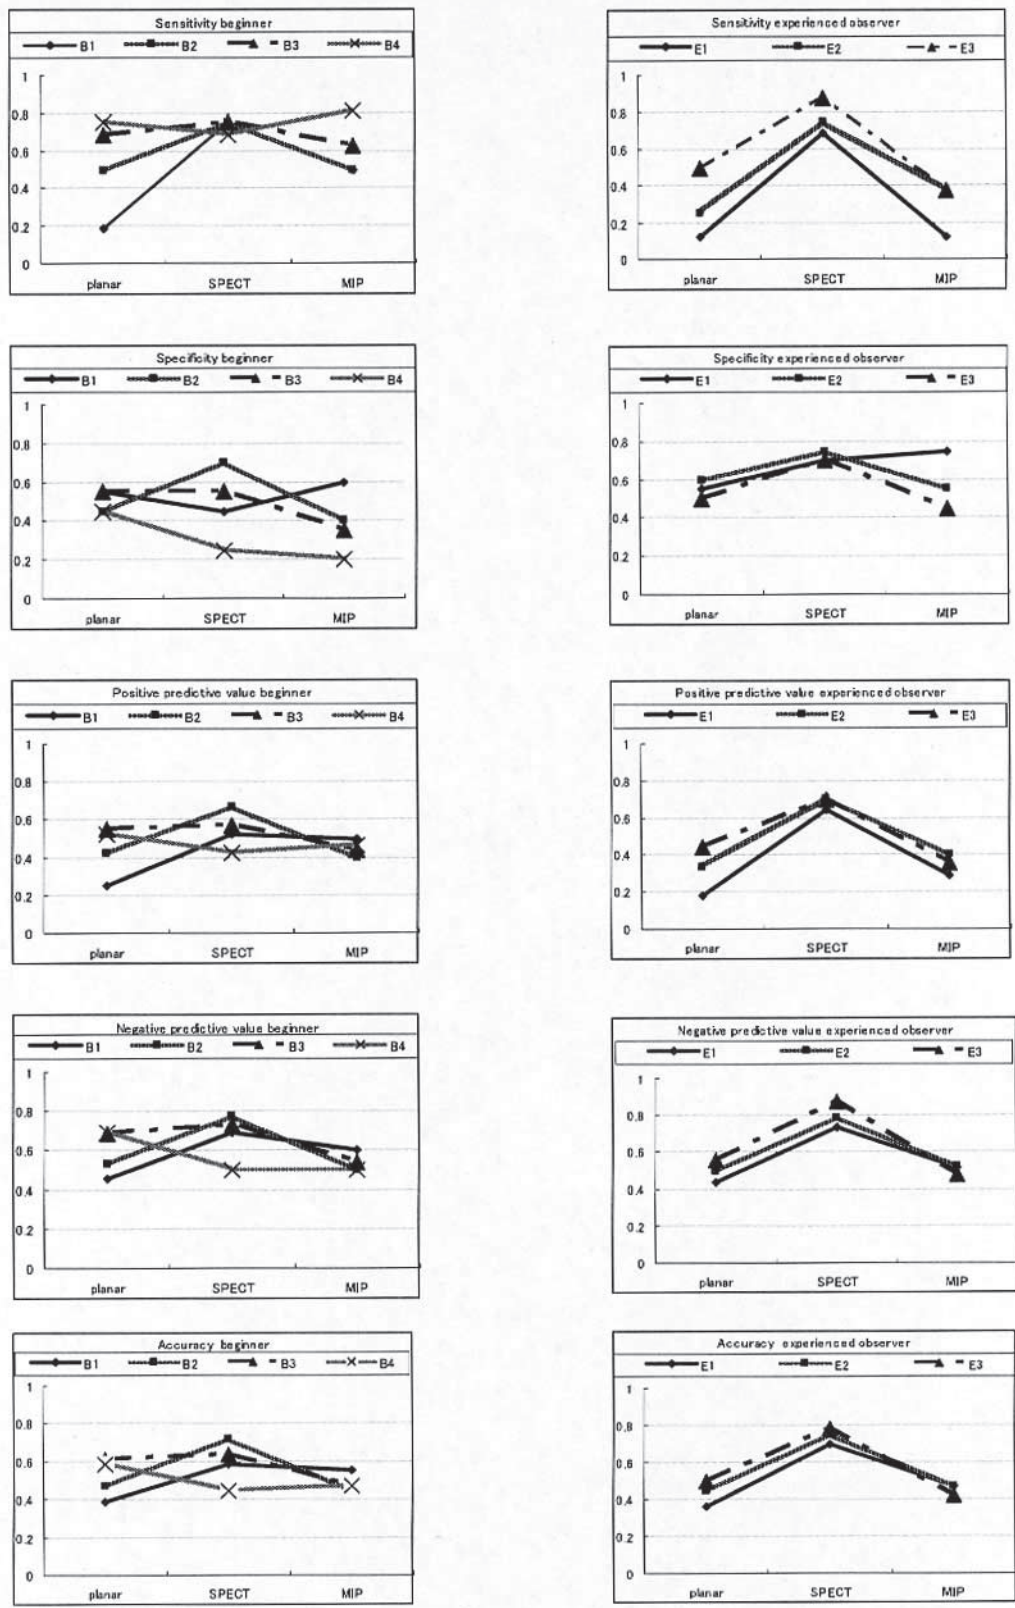 Sensitivity beginner
B1 B2 B3 B4
1
0.8
0.6
0.4
0.2
0
planar SPECT MIP
Sensitivity experienced observer
E1 E2 E3
1
0.8
0.6
0.4
0.2
0
planar SPECT MIP
Specificity beginner
B1 B2 B3 B4
1
0.8
0.6
0.4
0.2
0
planar SPECT MIP
Specificity experienced observer
E1 E2 E3
1
0.8
0.6
0.4
0.2
0
planar SPECT MIP
Positive predictive value beginner
B1 B2 B3 B4
1
0.8
0.6
0.4
0.2
0
planar SPECT MIP
Positive predictive value experienced observer
E1 E2 E3
1
0.8
0.6
0.4
0.2
0
planar SPECT MIP
Negative predictive value beginner
B1 B2 B3 B4
1
0.8
0.6
0.4
0.2
0
planar SPECT MIP
Negative predictive value experienced observer
E1 E2 E3
1
0.8
0.6
0.4
0.2
0
planar SPECT MIP
Accuracy beginner
B1 B2 B3 B4
1
0.8
0.6
0.4
0.2
0
planar SPECT MIP
Accuracy experienced observer
E1 E2 E3
1
0.8
0.6
0.4
0.2
0
planar SPECT MIP